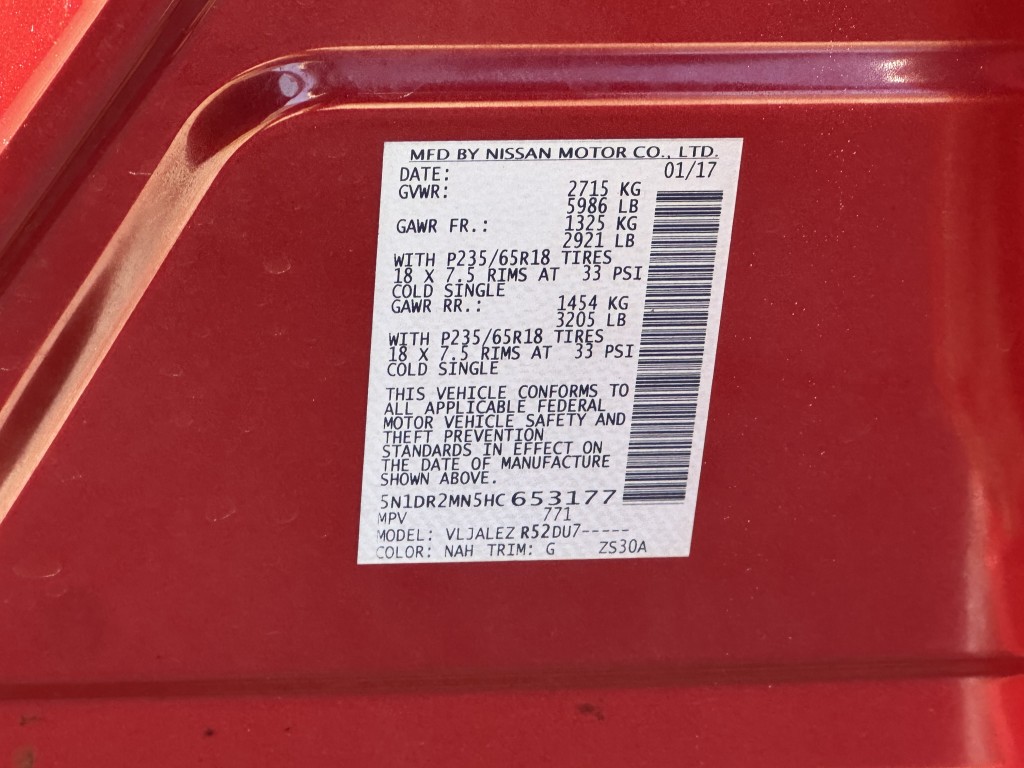 MFD BY NISSAN MOTOR CO., LTD.
DATE: 01/17
GVWR: 2715 KG
5986 LB
GAWR FR.: 1325 KG
2921 LB
WITH P235/65R18 TIRES
18 X 7.5 RIMS AT 33 PSI
COLD SINGLE
GAWR RR.: 1454 KG
3205 LB
WITH P235/65R18 TIRES
18 X 7.5 RIMS AT 33 PSI
COLD SINGLE
THIS VEHICLE CONFORMS TO
ALL APPLICABLE FEDERAL
MOTOR VEHICLE SAFETY AND
THEFT PREVENTION
STANDARDS IN EFFECT ON
THE DATE OF MANUFACTURE
SHOWN ABOVE.
5N1DR2MN5HC653177
MPV 771
MODEL: VLJALEZ R52DU7-----
COLOR: NAH TRIM: G ZS30A